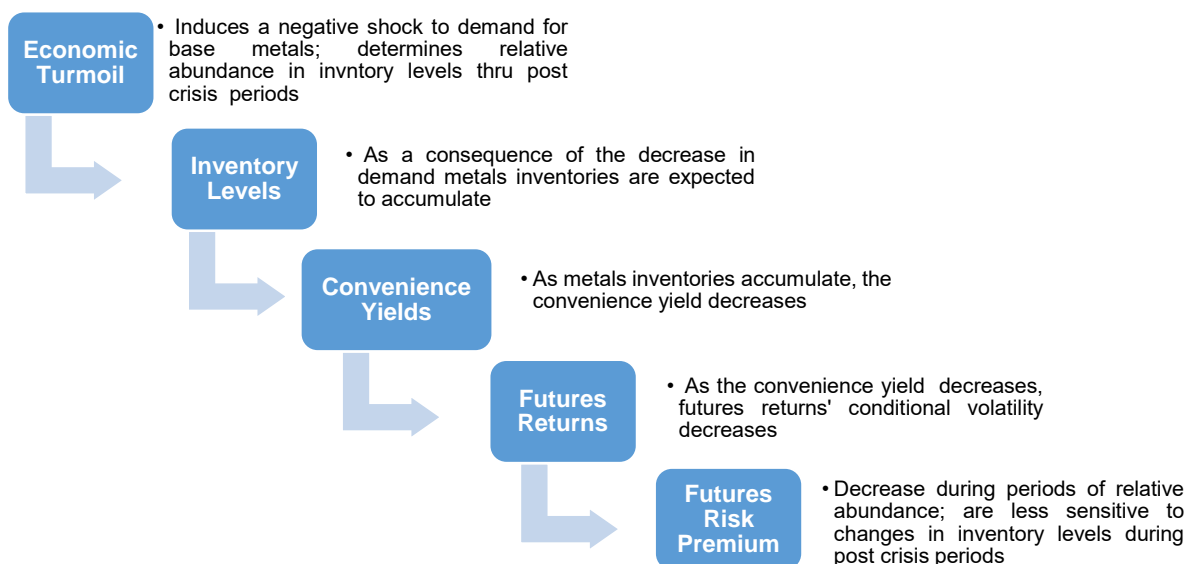 Economic
Turmoil
• Induces a negative shock to demand for
base metals; determines relative
abundance in invntory levels thru post
crisis periods
Inventory
Levels
• As a consequence of the decrease in
demand metals inventories are expected
to accumulate
Convenience
Yields
• As metals inventories accumulate, the
convenience yield decreases
Futures
Returns
• As the convenience yield decreases,
futures returns' conditional volatility
decreases
Futures
Risk
Premium
• Decrease during periods of relative
abundance; are less sensitive to
changes in inventory levels during
post crisis periods